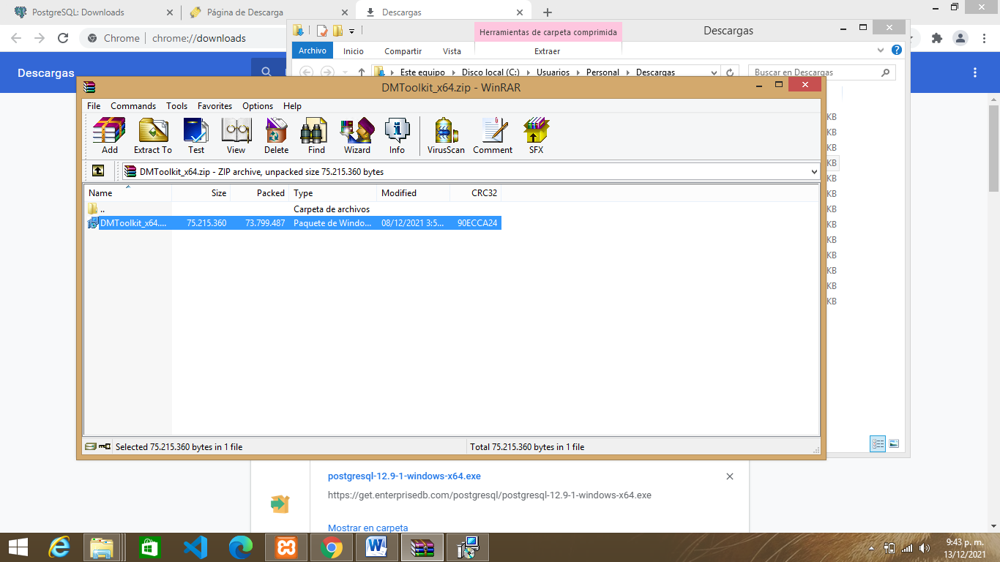 PostgreSQL: Downloads
Página de Descarga
Descargas
Chrome
chrome://downloads
Herramientas de carpeta comprimida
Descargas
Archivo
Inicio
Compartir
Vista
Extraer
Descargas
Este equipo
Disco local (C:)
Usuarios
Personal
Descargas
Buscar en Descargas
DMToolkit_x64.zip - WinRAR
File Commands Tools Favorites Options Help
Add
Extract To
Test
View
Delete
Find
Wizard
Info
VirusScan
Comment
SFX
DMToolkit_x64.zip - ZIP archive, unpacked size 75.215.360 bytes
Name Size Packed Type Modified CRC32
.. Carpeta de archivos
DMToolkit_x64.... 75.215.360 73.799.487 Paquete de Windo... 08/12/2021 3:5... 90ECCA24
KB
KB
KB
KB
KB
KB
KB
KB
KB
KB
KB
KB
KB
Selected 75.215.360 bytes in 1 file
Total 75.215.360 bytes in 1 file
postgresql-12.9-1-windows-x64.exe
https://get.enterprisedb.com/postgresql/postgresql-12.9-1-windows-x64.exe
Mostrar en carpeta
9:43 p. m.
13/12/2021